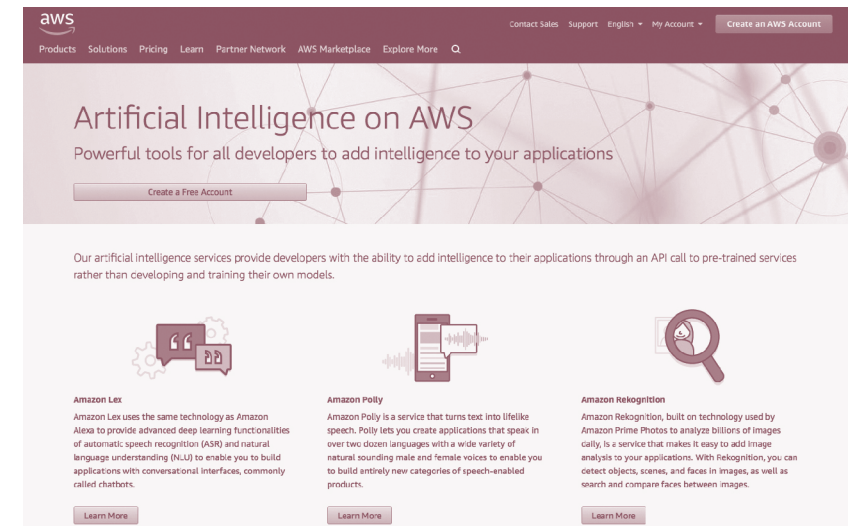 aws
Contact Sales Support English My Account Create an AWS Account
Products Solutions Pricing Learn Partner Network AWS Marketplace Explore More
Artificial Intelligence on AWS
Powerful tools for all developers to add intelligence to your applications
Create a Free Account
Our artificial intelligence services provide developers with the ability to add intelligence to their applications through an API call to pre-trained services
rather than developing and training their own models.
Amazon Lex
Amazon Lex uses the same technology as Amazon
Alexa to provide advanced deep learning functionalities
of automatic speech recognition (ASR) and natural
language understanding (NLU) to enable you to build
applications with conversational interfaces, commonly
called chatbots.
Learn More
Amazon Polly
Amazon Polly is a service that turns text into lifelike
speech. Polly lets you create applications that speak in
over two dozen languages with a wide variety of
natural sounding male and female voices to enable you
to build entirely new categories of speech-enabled
products.
Learn More
Amazon Rekognition
Amazon Rekognition, built on technology used by
Amazon Prime Photos to analyze billions of images
daily, is a service that makes it easy to add image
analysis to your applications. With Rekognition, you can
detect objects, scenes, and faces in images, as well as
search and compare faces between images.
Learn More